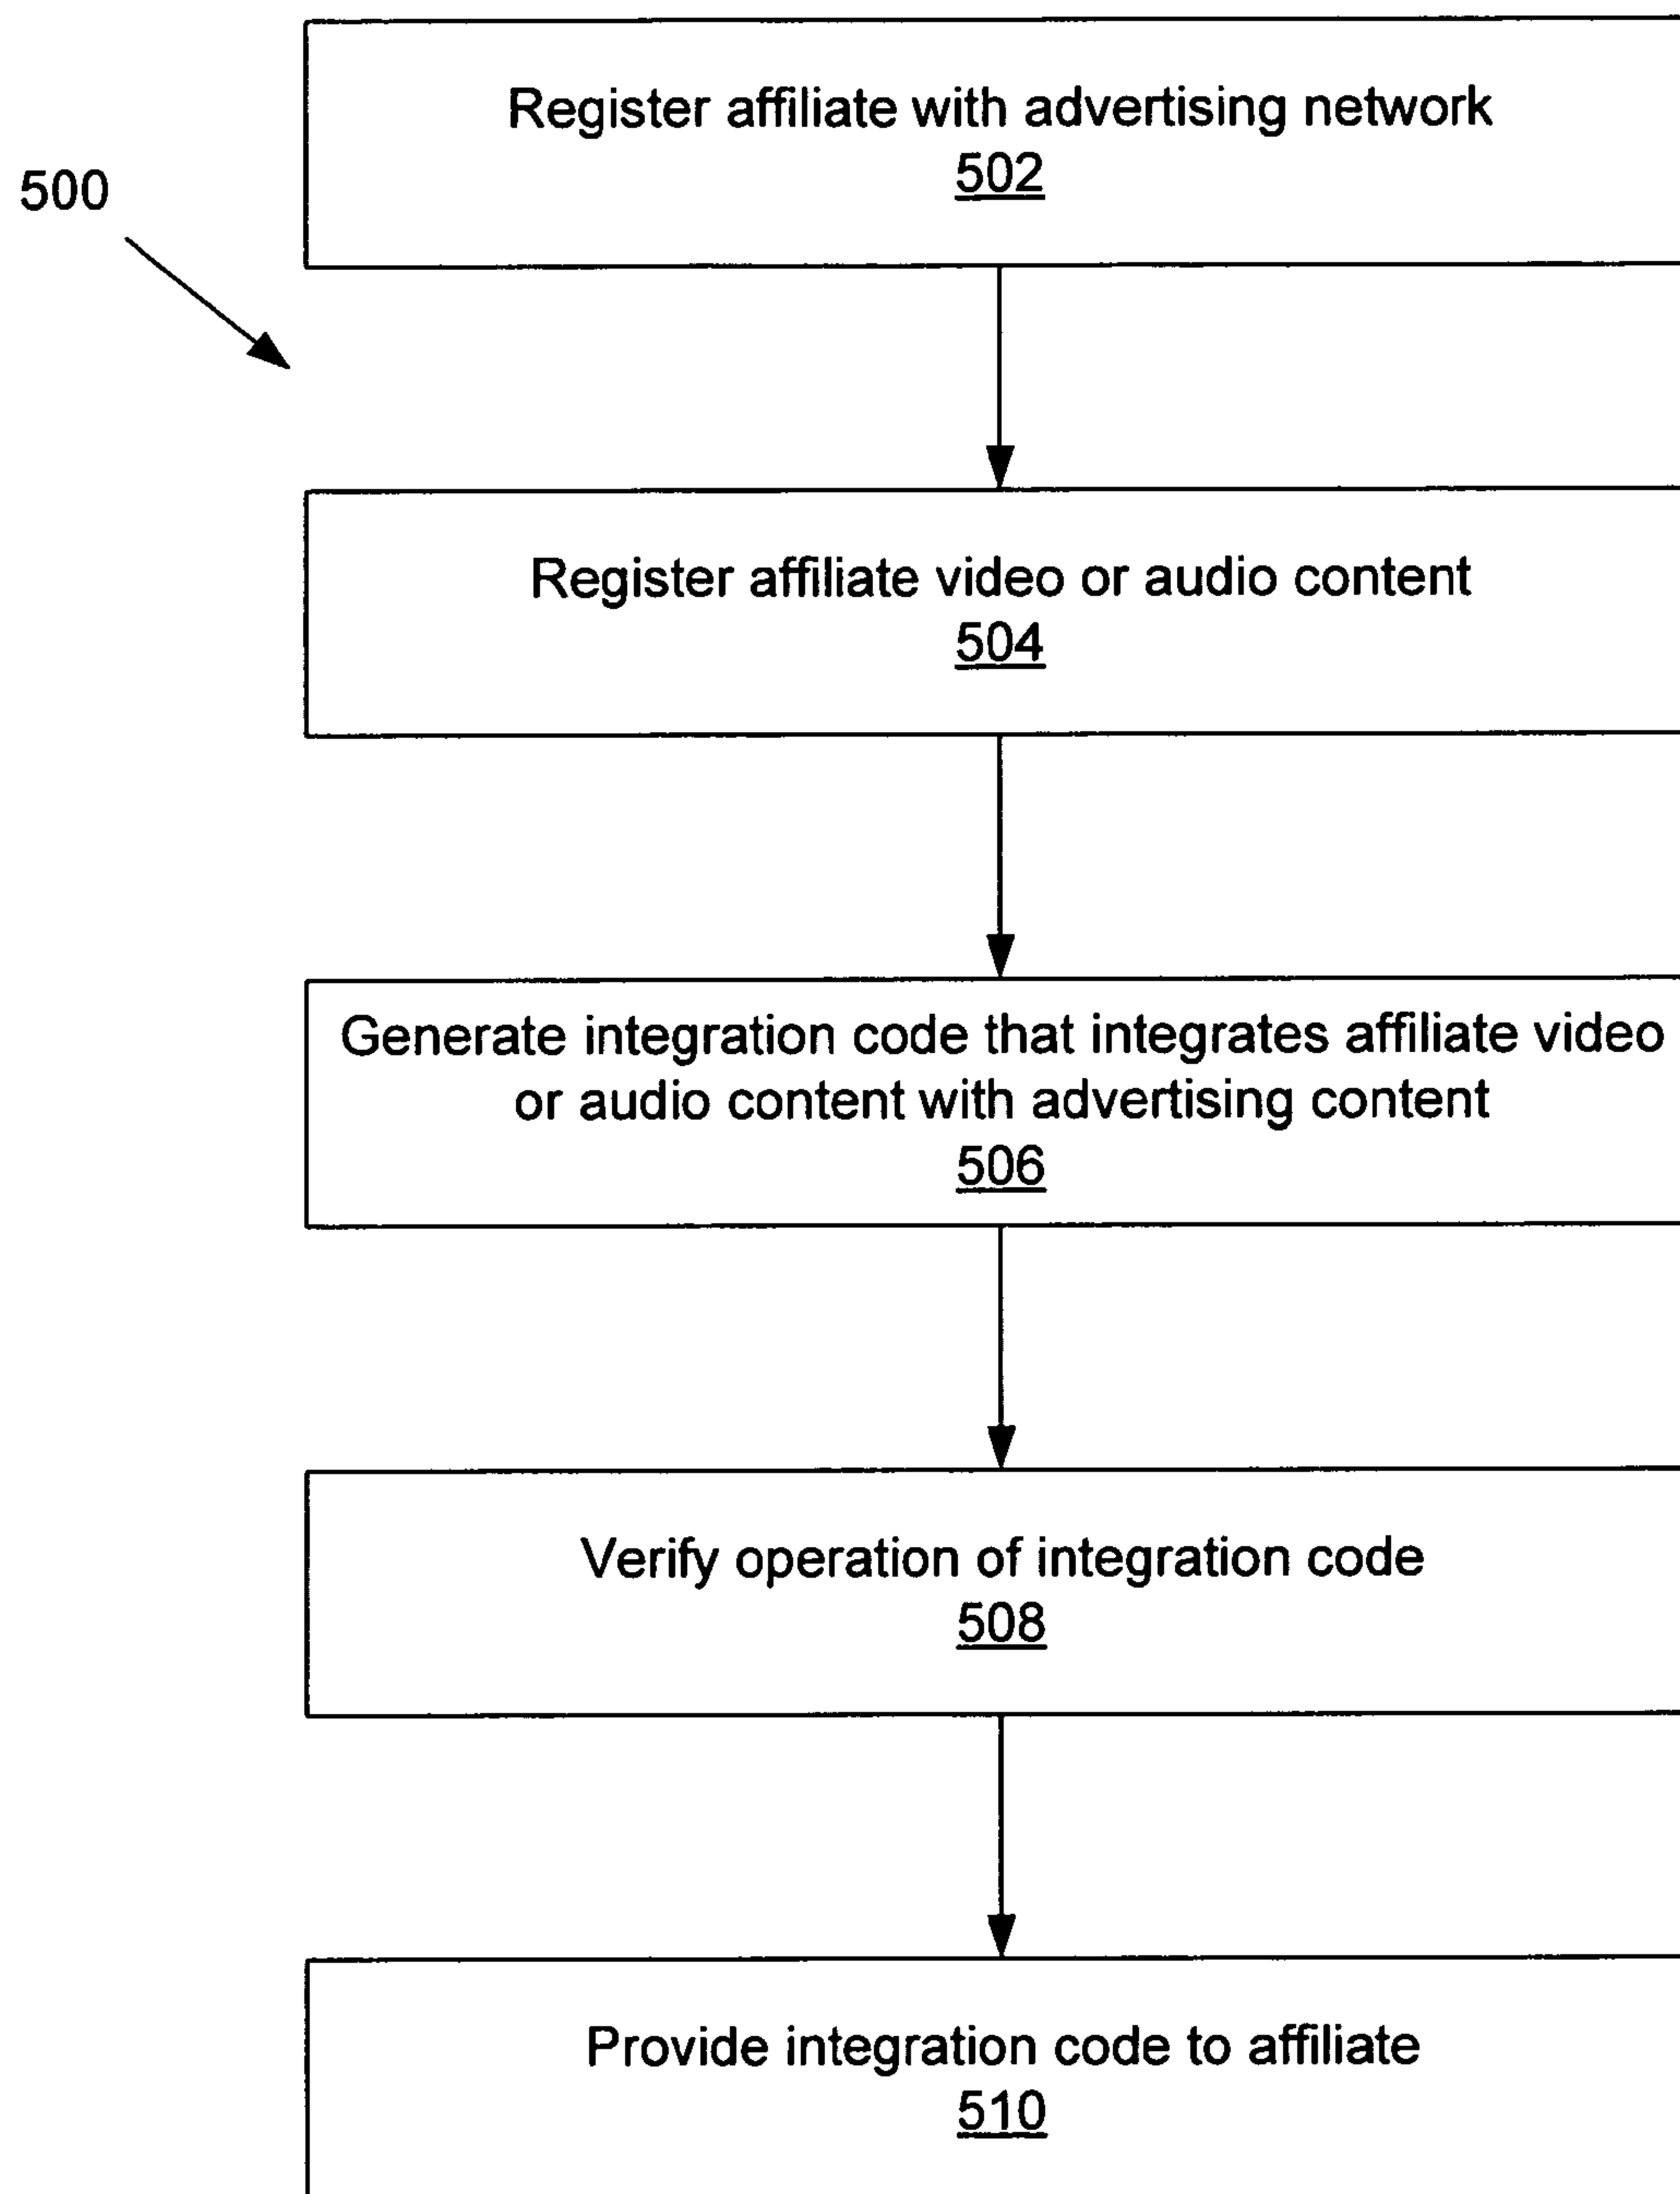 Register affiliate with advertising network
502
500
Register affiliate video or audio content
504
Generate integration code that integrates affiliate video
or audio content with advertising content
506
Verify operation of integration code
508
Provide integration code to affiliate
510